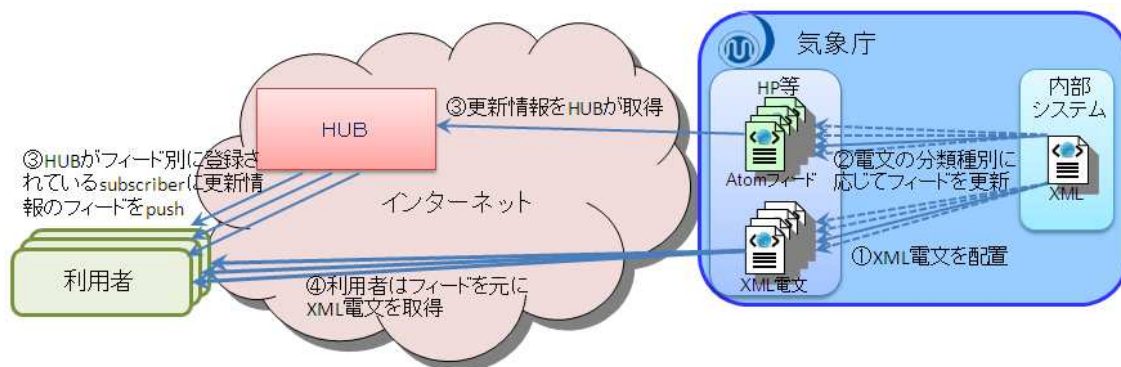 気象庁
HP等
内部
システム
③更新情報をHUBが取得
HUB
③HUBがフィード別に登録さ
れているsubscriberに更新情
報のフィードをpush
Atomフィード
②電文の分類種別に
応じてフィードを更新
XML
インターネット
①XML電文を配置
利用者
XML電文
④利用者はフィードを元に
XML電文を取得